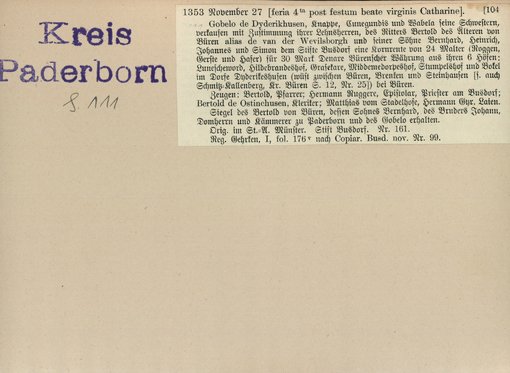 Kreis
Paderborn
S 111
1353 November 27 [feria 4ta post festum beate virginis Catharine]. [104
Gobelo de Dyderikhusen, Knappe, Cunegundis und Wabela seine Schwestern,
verkaufen mit Zustimmung ihrer Lehnsherren, des Ritters Bertold des Älteren von
Büren alias de van der Wevilsborgh und seiner Söhne Bernhard, Heinrich,
Johannes und Simon dem Stifte Busdorf eine Kornrente von 24 Malter (Roggen,
Gerste und Hafer) für 30 Mark Denare Bürenscher Währung aus ihren 6 Höfen:
Hildebrandeshof, Middemedorpeshof, Stumpelshof und
im Dorfe Dyderikeshusen (wüst zwischen Büren, Brenken und Steinhausen [s. auch
Schmitz-Kallenberg, Kr. Büren S. 12, Nr. 25]) bei Büren.
Zeugen: Bertold, Pfarrer; Hermann Ruggere, Epistolar, Priester am Busdorf;
Bertold de Ostinchusen, Kleriker; Matthias vom Stadelhofe, Hermann Gyr, Laien.
Siegel des Bertold von Büren, dessen Sohnes Bernhard, des Bruders Johann,
Domherrn und Kämmerer zu Paderborn und des Gobelo erhalten.
Orig. im St.-A. Münster. Stift Busdorf. Nr. 161.
Reg. Gehrken, I, fol. 176v nach Copiar. Busd. nov. Nr. 99.